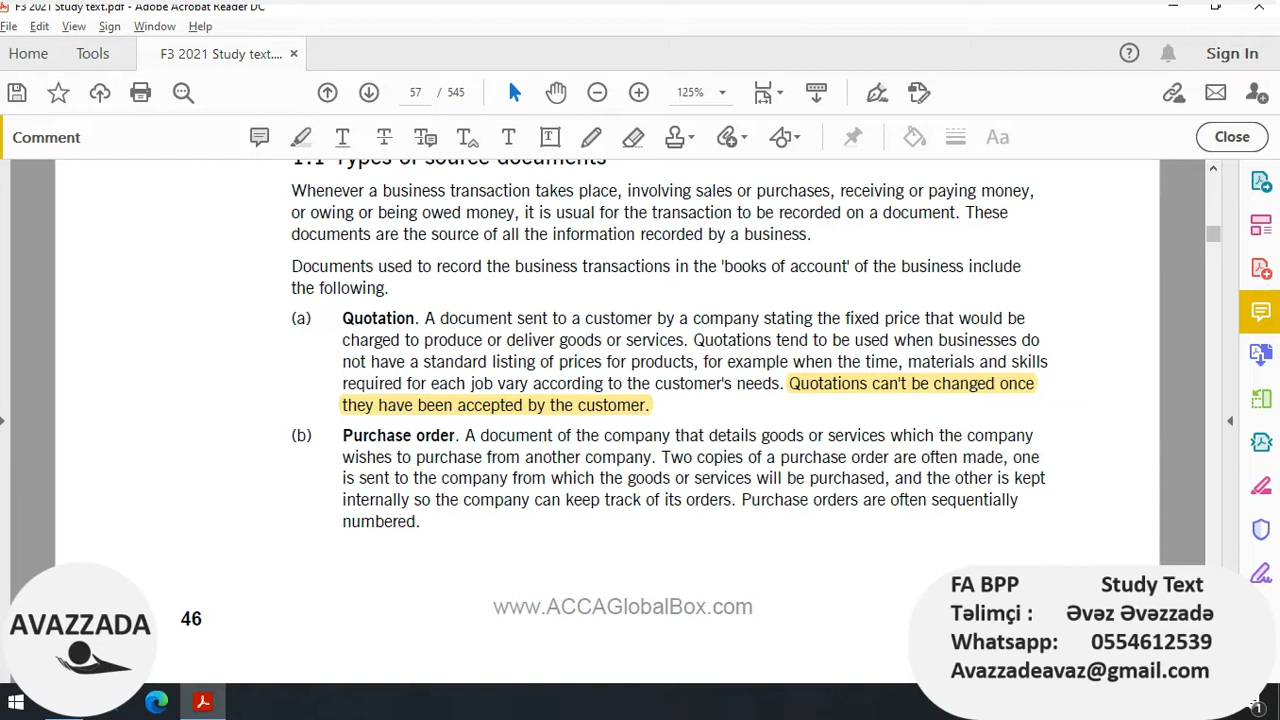 F3 2021 Study text.pdf - Adobe Acrobat Reader DC
File Edit View Sign Window Help
Home Tools F3 2021 Study text.... × Sign In
57 / 545 125%
Comment Aa Close
1.1 Types of source documents
Whenever a business transaction takes place, involving sales or purchases, receiving or paying money,
or owing or being owed money, it is usual for the transaction to be recorded on a document. These
documents are the source of all the information recorded by a business.
Documents used to record the business transactions in the 'books of account' of the business include
the following.
(a) Quotation. A document sent to a customer by a company stating the fixed price that would be
charged to produce or deliver goods or services. Quotations tend to be used when businesses do
not have a standard listing of prices for products, for example when the time, materials and skills
required for each job vary according to the customer's needs. Quotations can't be changed once
they have been accepted by the customer.
(b) Purchase order. A document of the company that details goods or services which the company
wishes to purchase from another company. Two copies of a purchase order are often made, one
is sent to the company from which the goods or services will be purchased, and the other is kept
internally so the company can keep track of its orders. Purchase orders are often sequentially
numbered.
46
www.ACCAGlobalBox.com
AVAZZADA
FA BPP Study Text
Təlimçi : Əvəz Əvəzzadə
Whatsapp: 0554612539
Avazzadeavaz@gmail.com
1